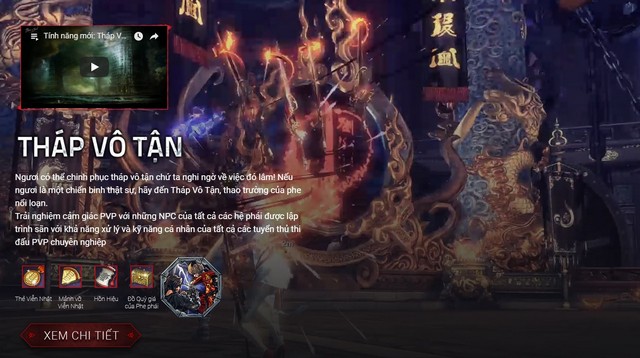 Tính năng mới: Tháp V...
THÁP VÔ TẬN
Ngươi có thể chinh phục tháp vô tận chứ ta nghi ngờ về việc đó lắm! Nếu
ngươi là một chiến binh thật sự, hãy đến Tháp Vô Tận, thao trường của phe
nổi loạn.
Trải nghiệm cảm giác PVP với những NPC của tất cả các hệ phái được lập
trình sẵn với khả năng xử lý và kỹ năng cá nhân của tất cả các tuyển thủ thi
đấu PVP chuyên nghiệp
Thẻ Viễn Nhật
Mảnh vỡ
Viễn Nhật
Hồn Hiệu
Đồ Quý giá
của Phe phái
XEM CHI TIẾT